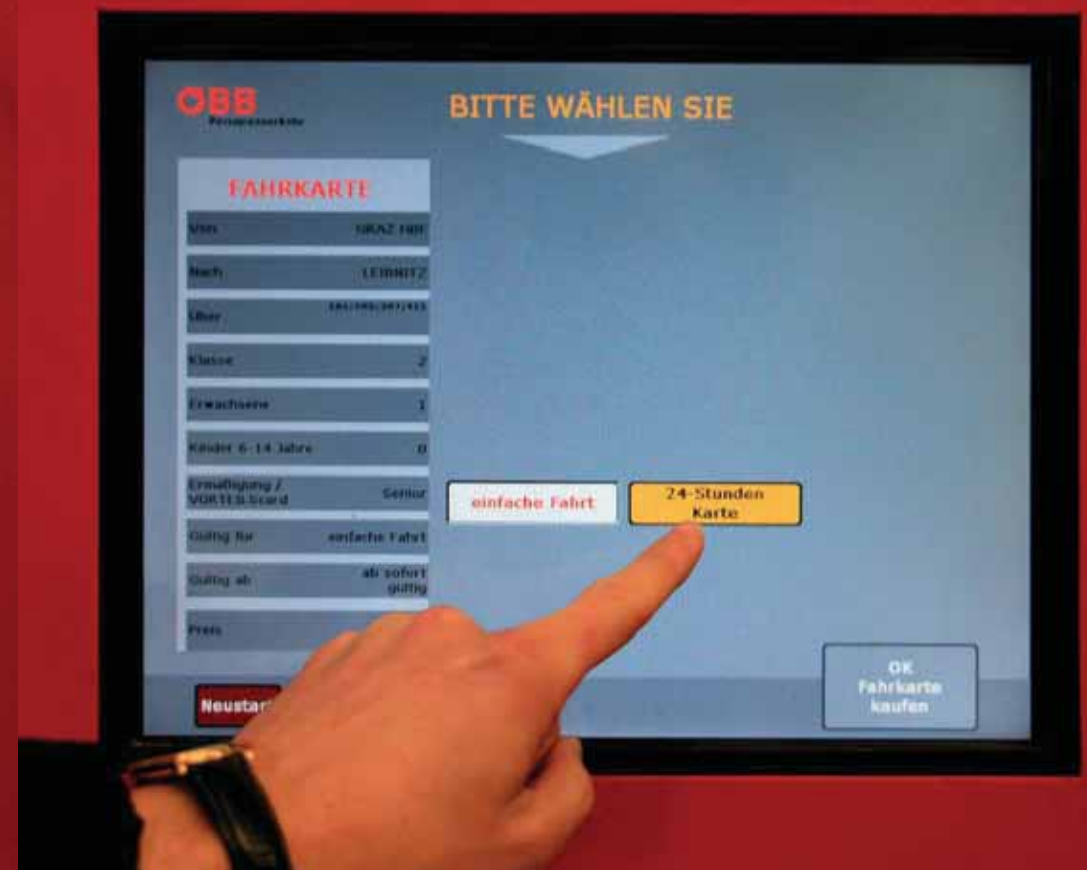 ÖBB
Personenverkehr
BITTE WÄHLEN SIE
FAHRKARTE
Von GRAZ HBF
Nach LEIBNITZ
Über
Klasse 2
Erwachsene 1
Kinder 6-14 Jahre 0
Ermäßigung /
VORTEILScard Senior
einfache Fahrt
24-Stunden
Karte
Gültig für einfache Fahrt
Gültig ab ab sofort
gültig
Preis
OK
Fahrkarte
kaufen
Neustart